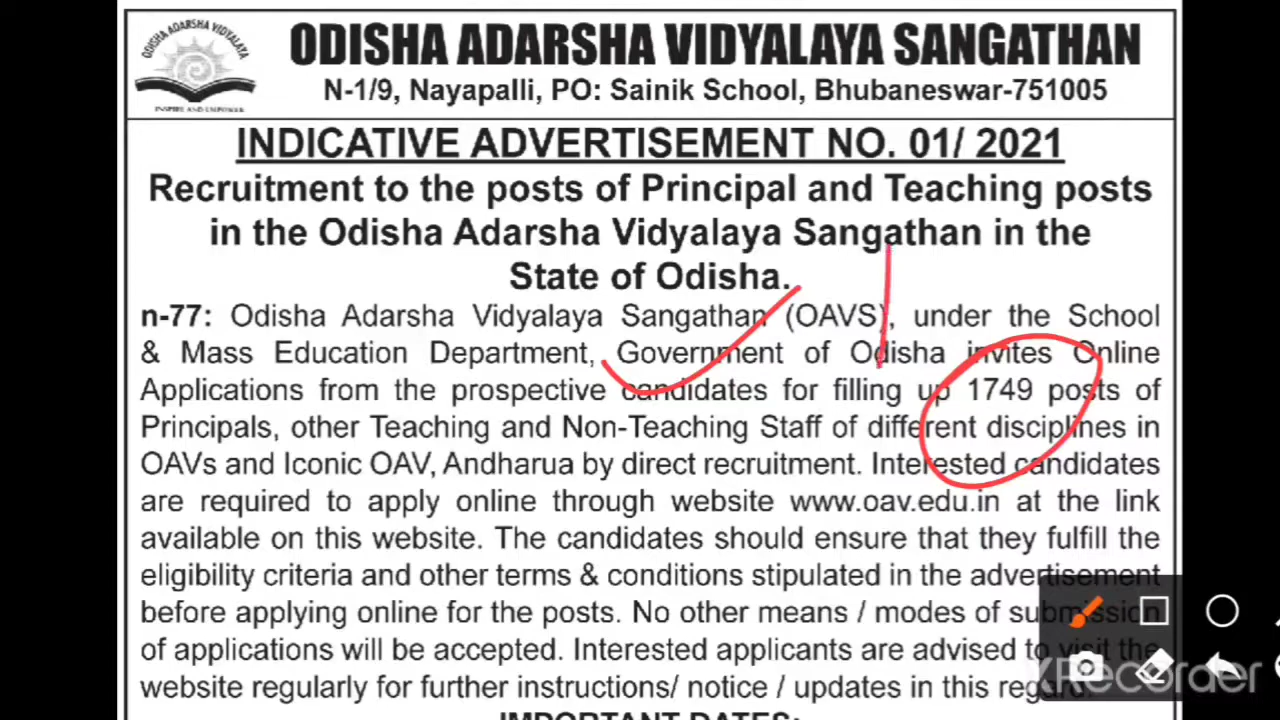 ODISHA ADARSHA VIDYALAYA
INSPIRE AND EMPOWER
ODISHA ADARSHA VIDYALAYA SANGATHAN
N-1/9, Nayapalli, PO: Sainik School, Bhubaneswar-751005
INDICATIVE ADVERTISEMENT NO. 01/ 2021
Recruitment to the posts of Principal and Teaching posts
in the Odisha Adarsha Vidyalaya Sangathan in the
State of Odisha.
n-77: Odisha Adarsha Vidyalaya Sangathan (OAVS), under the School
& Mass Education Department, Government of Odisha invites Online
Applications from the prospective candidates for filling up 1749 posts of
Principals, other Teaching and Non-Teaching Staff of different disciplines in
OAVs and Iconic OAV, Andharua by direct recruitment. Interested candidates
are required to apply online through website www.oav.edu.in at the link
available on this website. The candidates should ensure that they fulfill the
eligibility criteria and other terms & conditions stipulated in the advertisement
before applying online for the posts. No other means / modes of submission
of applications will be accepted. Interested applicants are advised to visit the
website regularly for further instructions/ notice / updates in this regard.
XRecorder
IMPORTANT DATES: